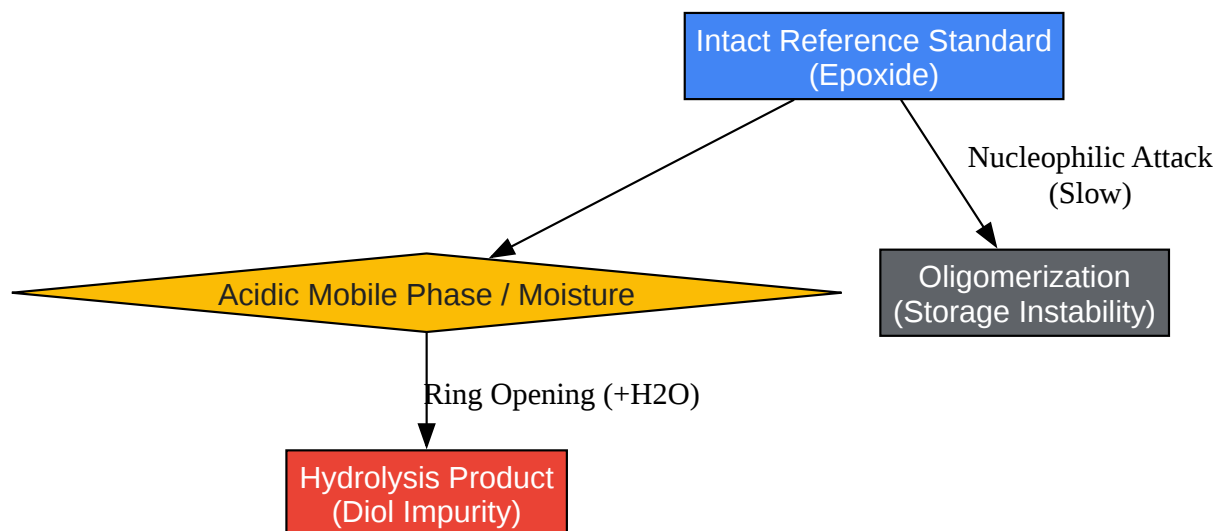 Intact Reference Standard
(Epoxide)
Nucleophilic Attack
(Slow)
Acidic Mobile Phase / Moisture
Oligomerization
(Storage Instability)
Ring Opening (+H2O)
Hydrolysis Product
(Diol Impurity)